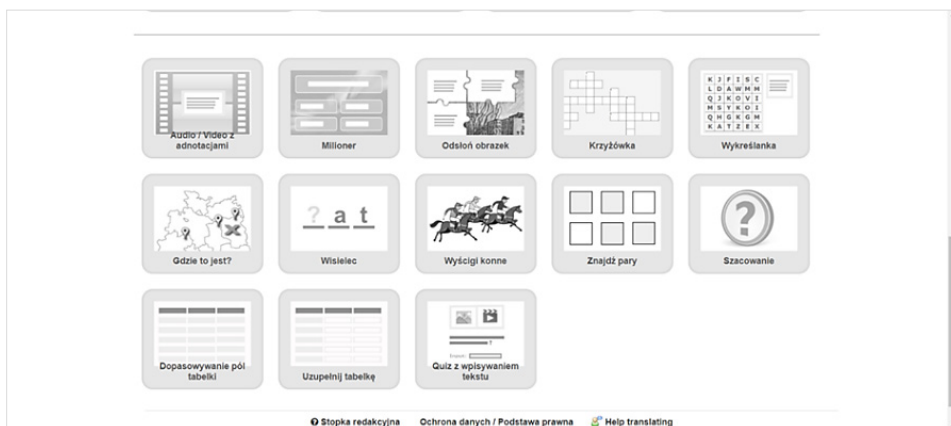 Audio / Video z
adnotacjami
Milioner
Odsłoń obrazek
Krzyżówka
K J F I S C
L D A W M M
Q J K O V I
M S Y K O I
Q H G K G M
K A T Z E X
Wykreślanka
Gdzie to jest?
? a t
Wisielec
Wyścigi konne
Znajdź pary
?
Szacowanie
Dopasowywanie pól
tabelki
Uzupełnij tabelkę
?
Quiz z wpisywaniem
tekstu
Stopka redakcyjna
Ochrona danych / Podstawa prawna
Help translating